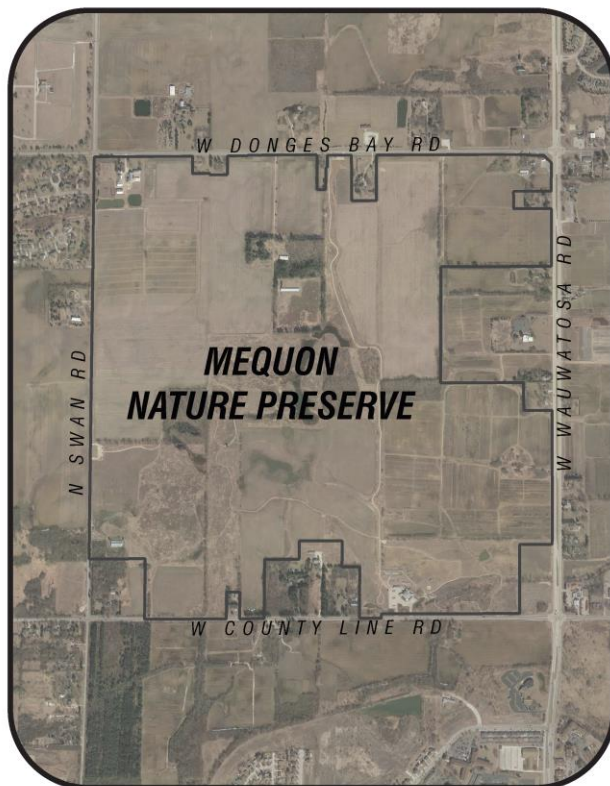 W DONGES BAY RD
N SWAN RD
MEQUON
NATURE PRESERVE
W WAUWATOSA RD
W COUNTY LINE RD